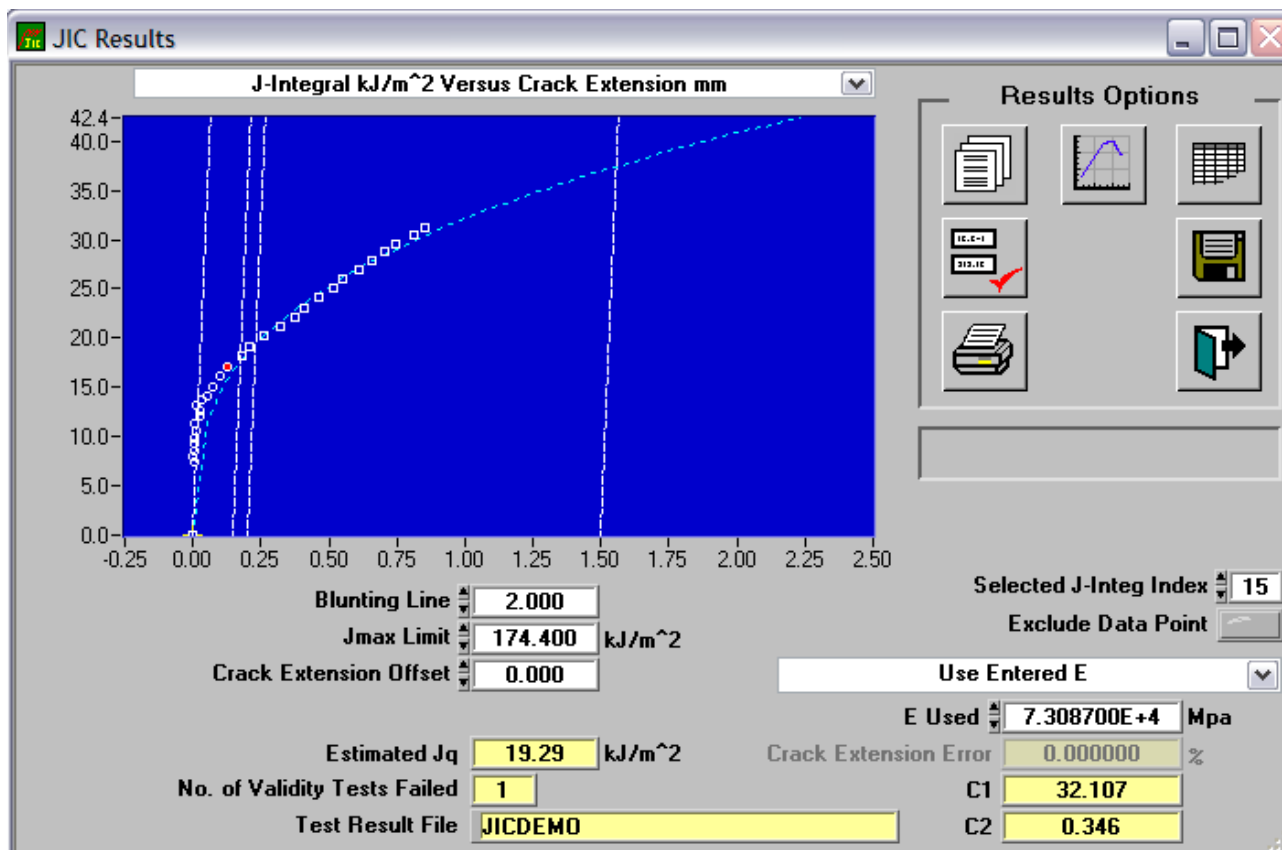 JIC Results
J-Integral kJ/m^2 Versus Crack Extension mm
Results Options
42.4
40.0
35.0
30.0
25.0
20.0
15.0
10.0
5.0
0.0
-0.25 0.00 0.25 0.50 0.75 1.00 1.25 1.50 1.75 2.00 2.25 2.50
Blunting Line 2.000
Jmax Limit 174.400 kJ/m^2
Crack Extension Offset 0.000
Selected J-Integ Index 15
Exclude Data Point
Use Entered E
E Used 7.308700E+4 Mpa
Estimated Jq 19.29 kJ/m^2
Crack Extension Error 0.000000 %
No. of Validity Tests Failed 1
C1 32.107
Test Result File JICDEMO
C2 0.346